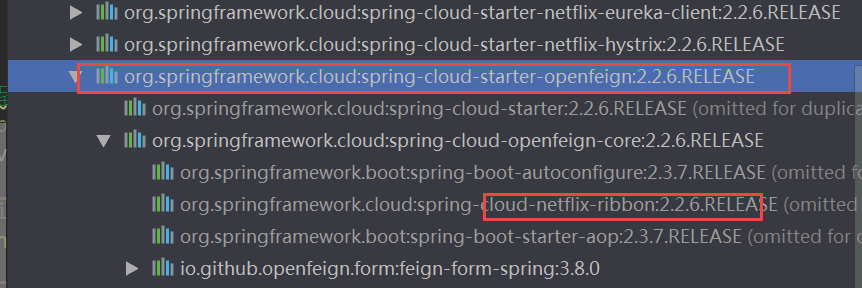 org.springframework.cloud:spring-cloud-starter-netflix-eureka-client:2.2.6.RELEASE
org.springframework.cloud:spring-cloud-starter-netflix-hystrix:2.2.6.RELEASE
org.springframework.cloud:spring-cloud-starter-openfeign:2.2.6.RELEASE
org.springframework.cloud:spring-cloud-starter:2.2.6.RELEASE (omitted for duplica
org.springframework.cloud:spring-cloud-openfeign-core:2.2.6.RELEASE
org.springframework.boot:spring-boot-autoconfigure:2.3.7.RELEASE (omitted
org.springframework.cloud:spring-cloud-netflix-ribbon:2.2.6.RELEASE (omitted
org.springframework.boot:spring-boot-starter-aop:2.3.7.RELEASE (omitted for d
io.github.openfeign.form:feign-form-spring:3.8.0